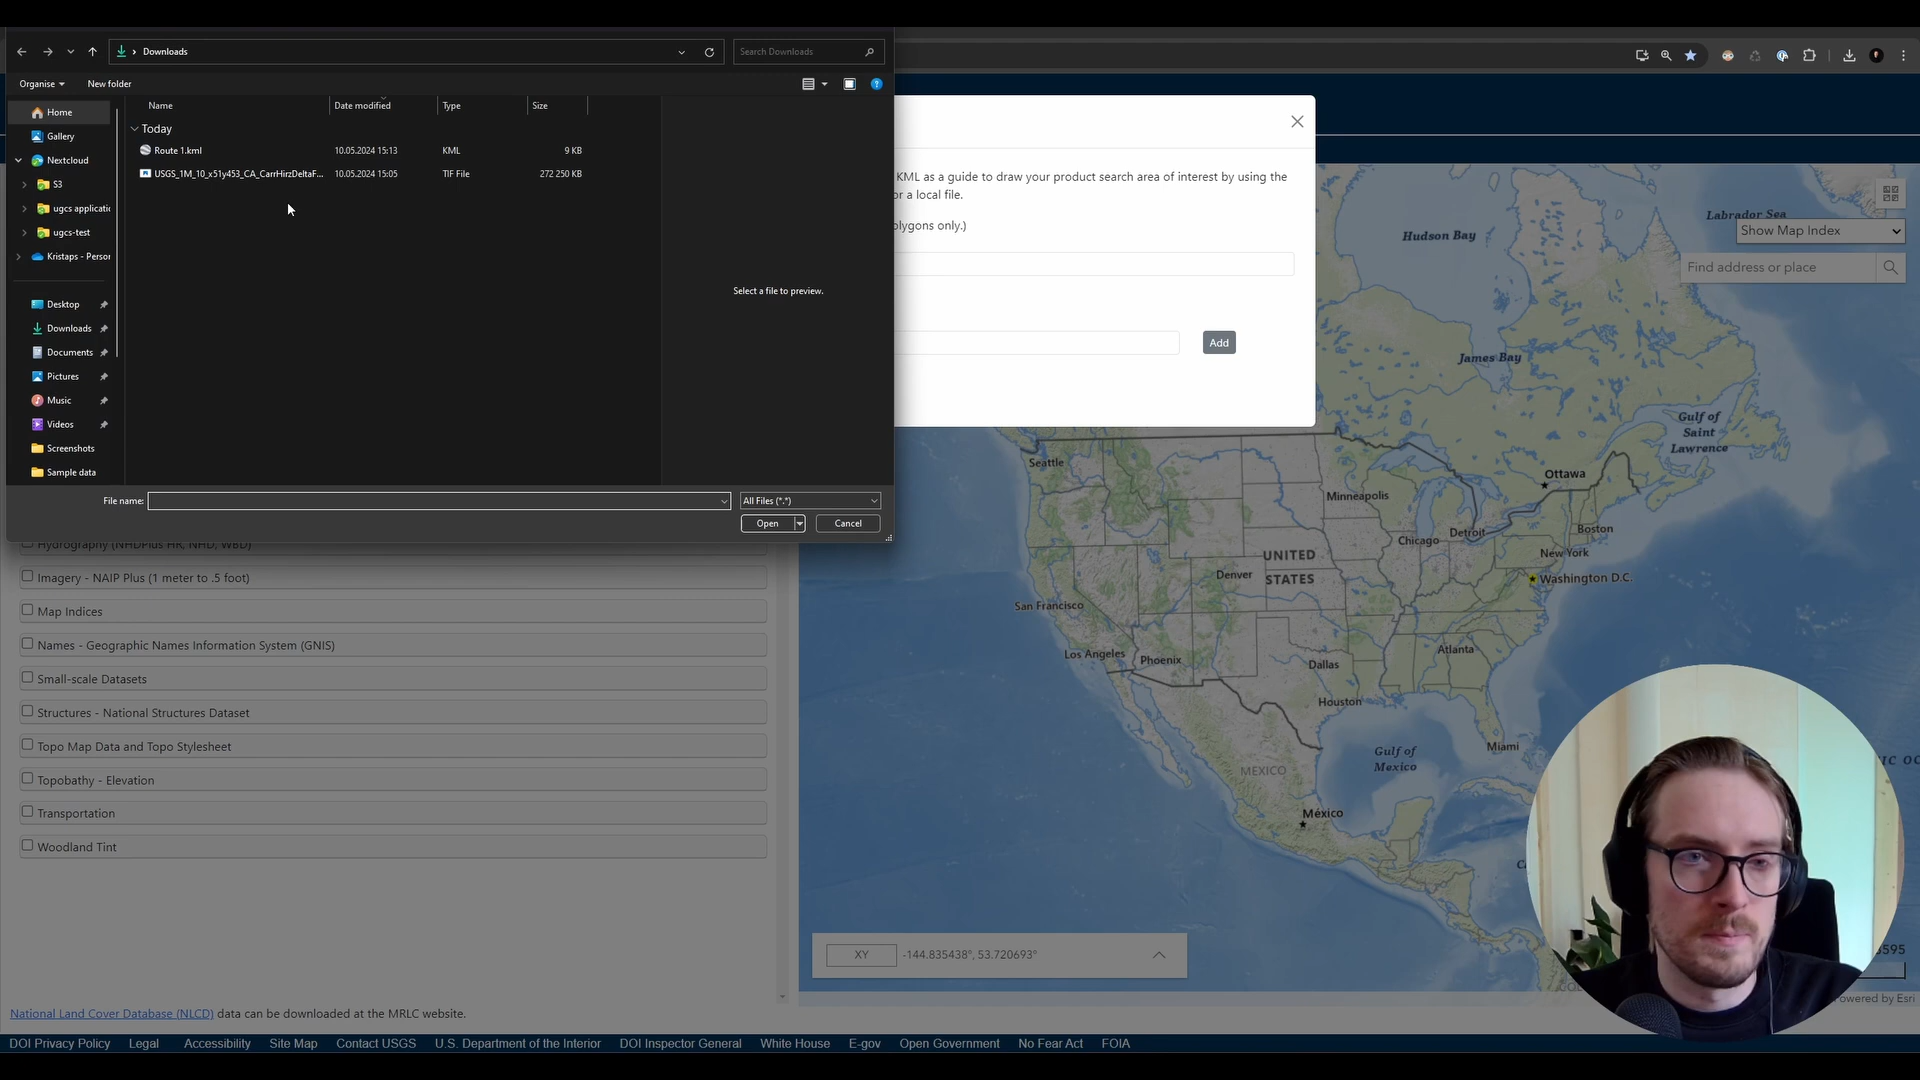 Downloads
Search Downloads
Organise
New folder
Home
Gallery
Nextcloud
S3
ugcs applicatio
ugcs-test
Kristaps - Person
Desktop
Downloads
Documents
Pictures
Music
Videos
Screenshots
Sample data
Name
Date modified
Type
Size
Today
Route 1.kml
10.05.2024 15:13
KML
9 KB
USGS_1M_10_x51y453_CA_CarrHirzDeltaF...
10.05.2024 15:05
TIF File
272 250 KB
Select a file to preview.
File name:
All Files (*.*)
Open
Cancel
KML as a guide to draw your product search area of interest by using the
or a local file.
olygons only.)
Add
Hydrography (NHDPlus HR, NHD, WBD)
Imagery - NAIP Plus (1 meter to .5 foot)
Map Indices
Names - Geographic Names Information System (GNIS)
Small-scale Datasets
Structures - National Structures Dataset
Topo Map Data and Topo Stylesheet
Topobathy - Elevation
Transportation
Woodland Tint
Labrador Sea
Show Map Index
Find address or place
Hudson Bay
James Bay
Gulf of
Saint
Lawrence
Seattle
Ottawa
Minneapolis
Boston
Chicago
Detroit
New York
UNITED
STATES
Denver
Washington D.C.
San Francisco
Atlanta
Los Angeles
Phoenix
Dallas
Houston
Miami
Gulf of
Mexico
MEXICO
México
IC OC
XY
-144.835438°, 53.720693°
3595
Powered by Esri
National Land Cover Database (NLCD) data can be downloaded at the MRLC website.
DOI Privacy Policy
Legal
Accessibility
Site Map
Contact USGS
U.S. Department of the Interior
DOI Inspector General
White House
E-gov
Open Government
No Fear Act
FOIA